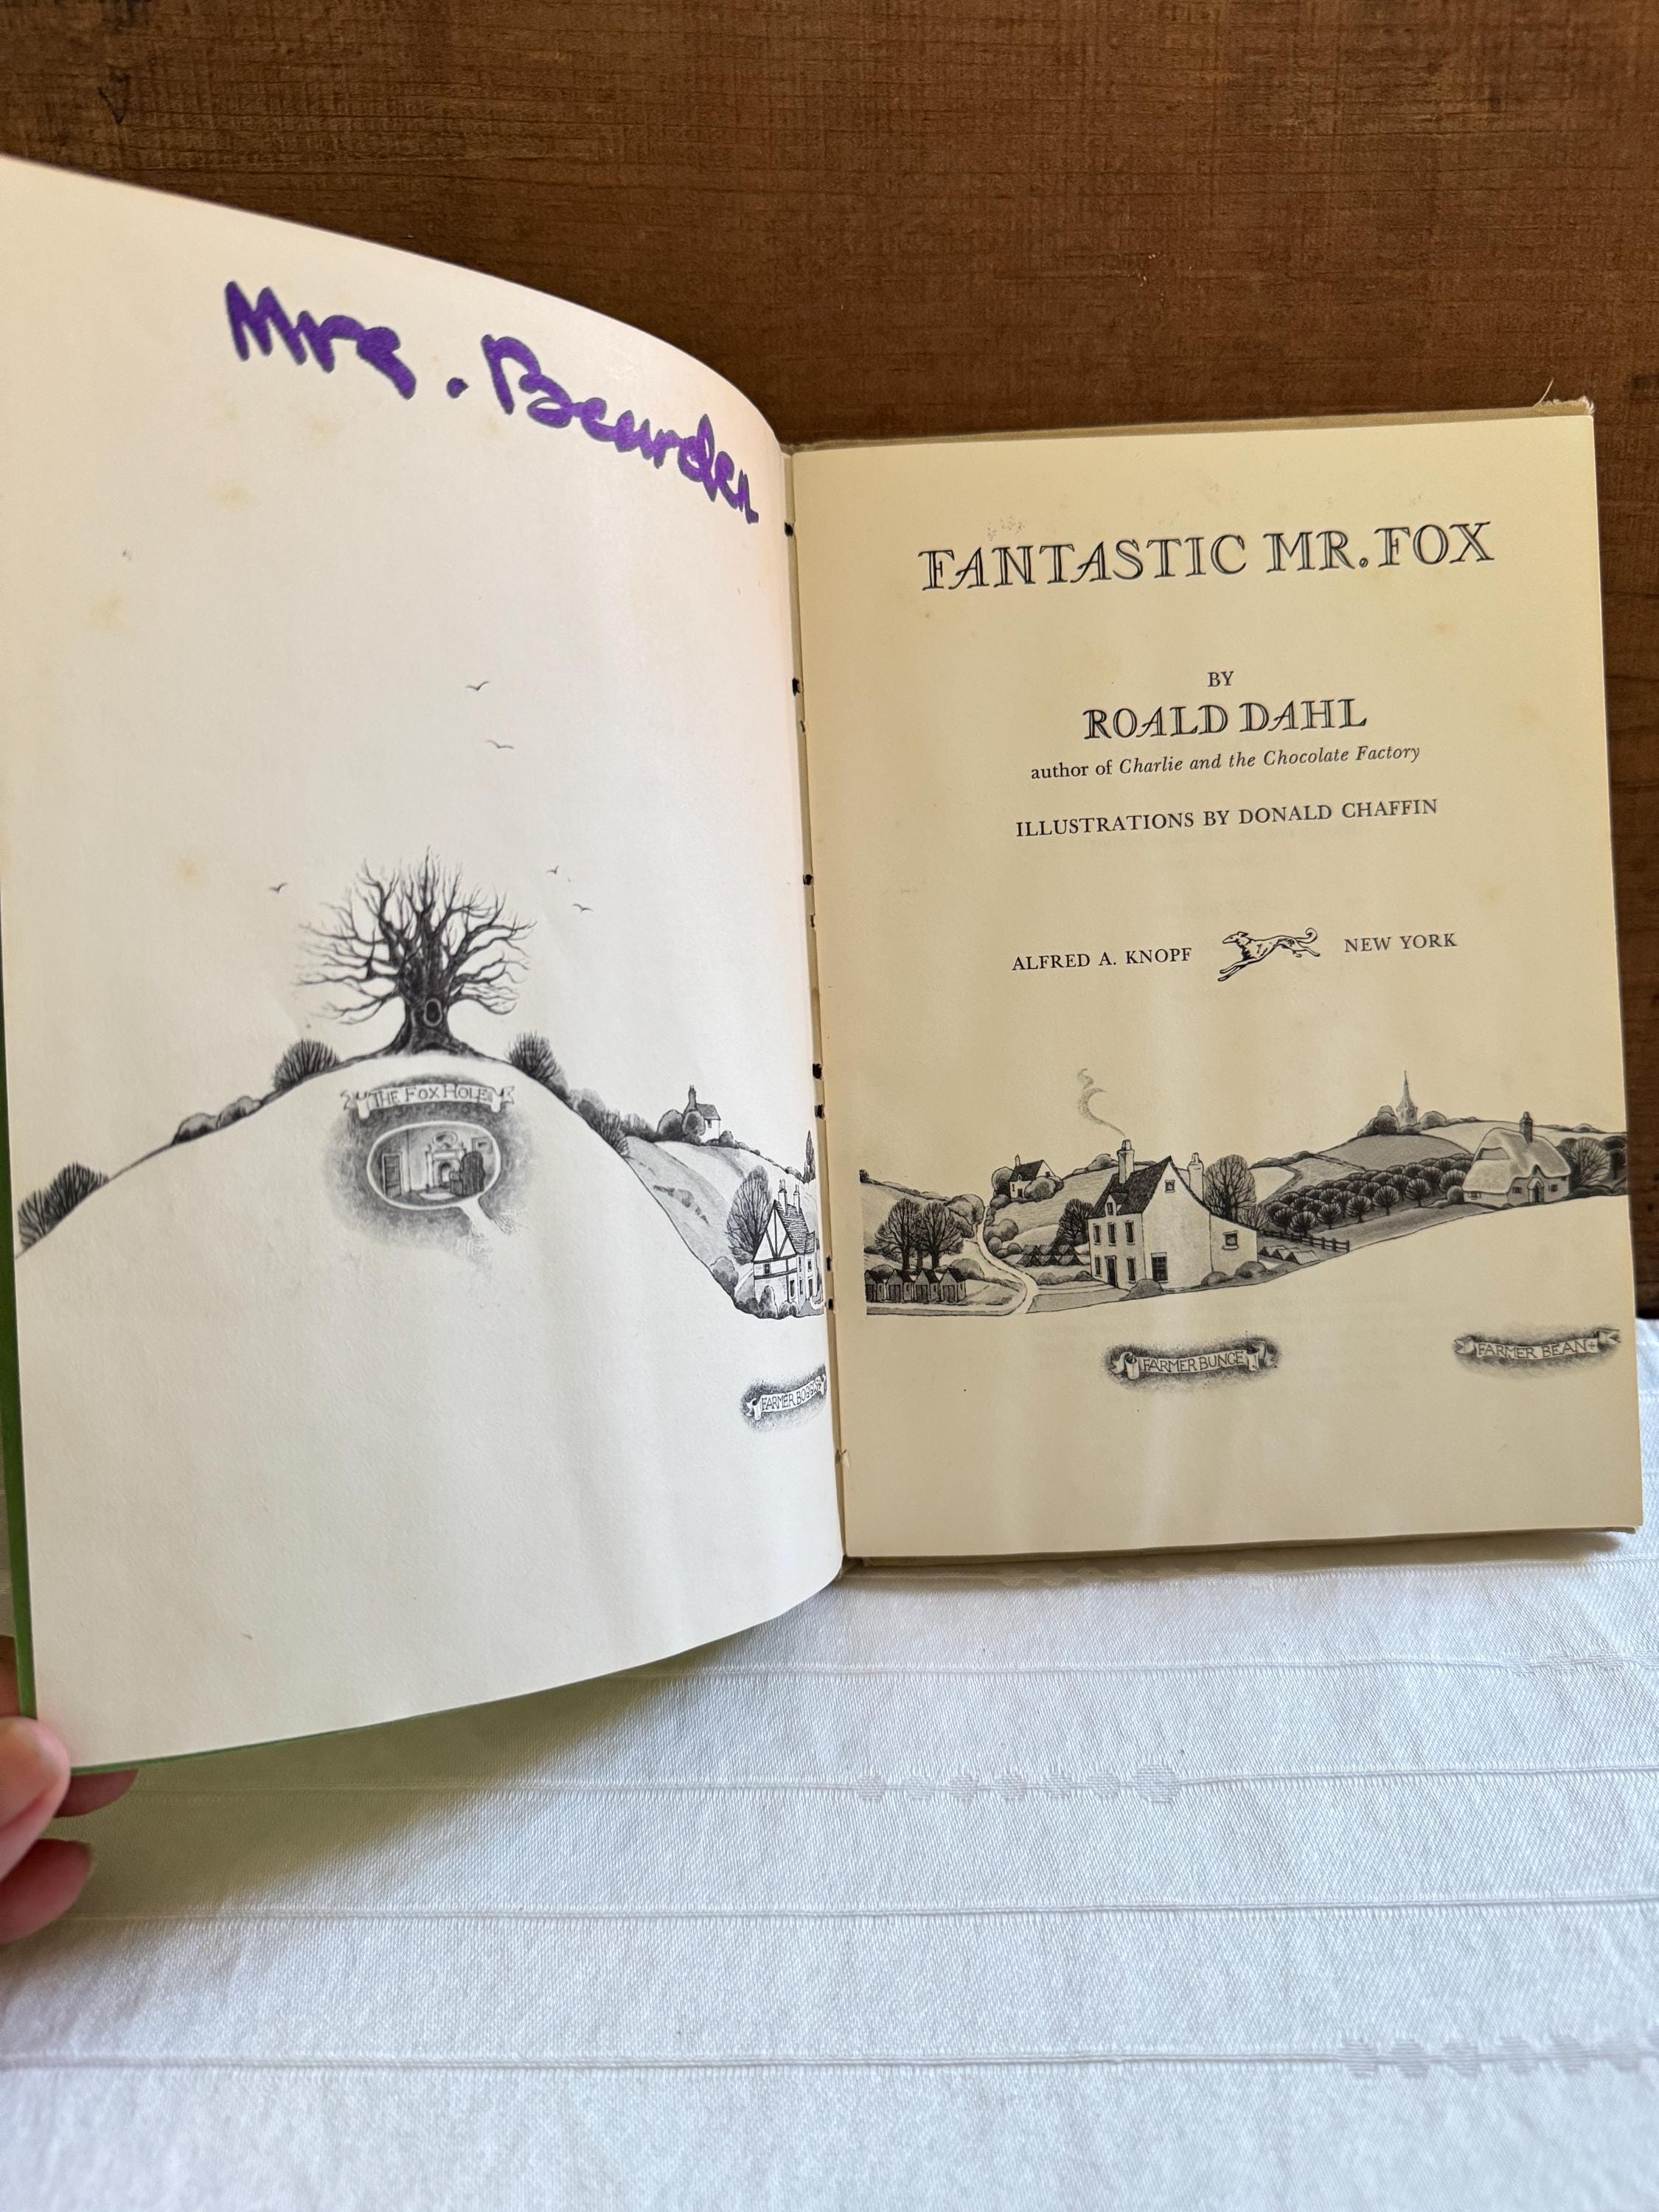 Mrs. Bearden
THE FOX HOLE
FARMER BOGGIS
FANTASTIC MR. FOX
BY
ROALD DAHL
author of Charlie and the Chocolate Factory
ILLUSTRATIONS BY DONALD CHAFFIN
ALFRED A. KNOPF NEW YORK
FARMER BUNCE
FARMER BEAN